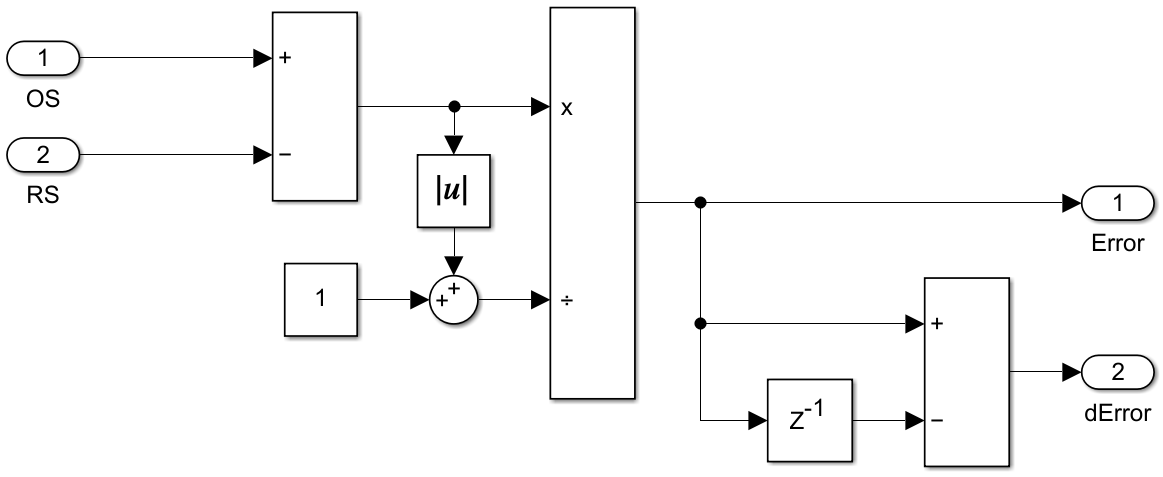 1
OS
2
RS
+
−
|u|
1
+
+
x
÷
1
Error
+
−
Z-1
2
dError